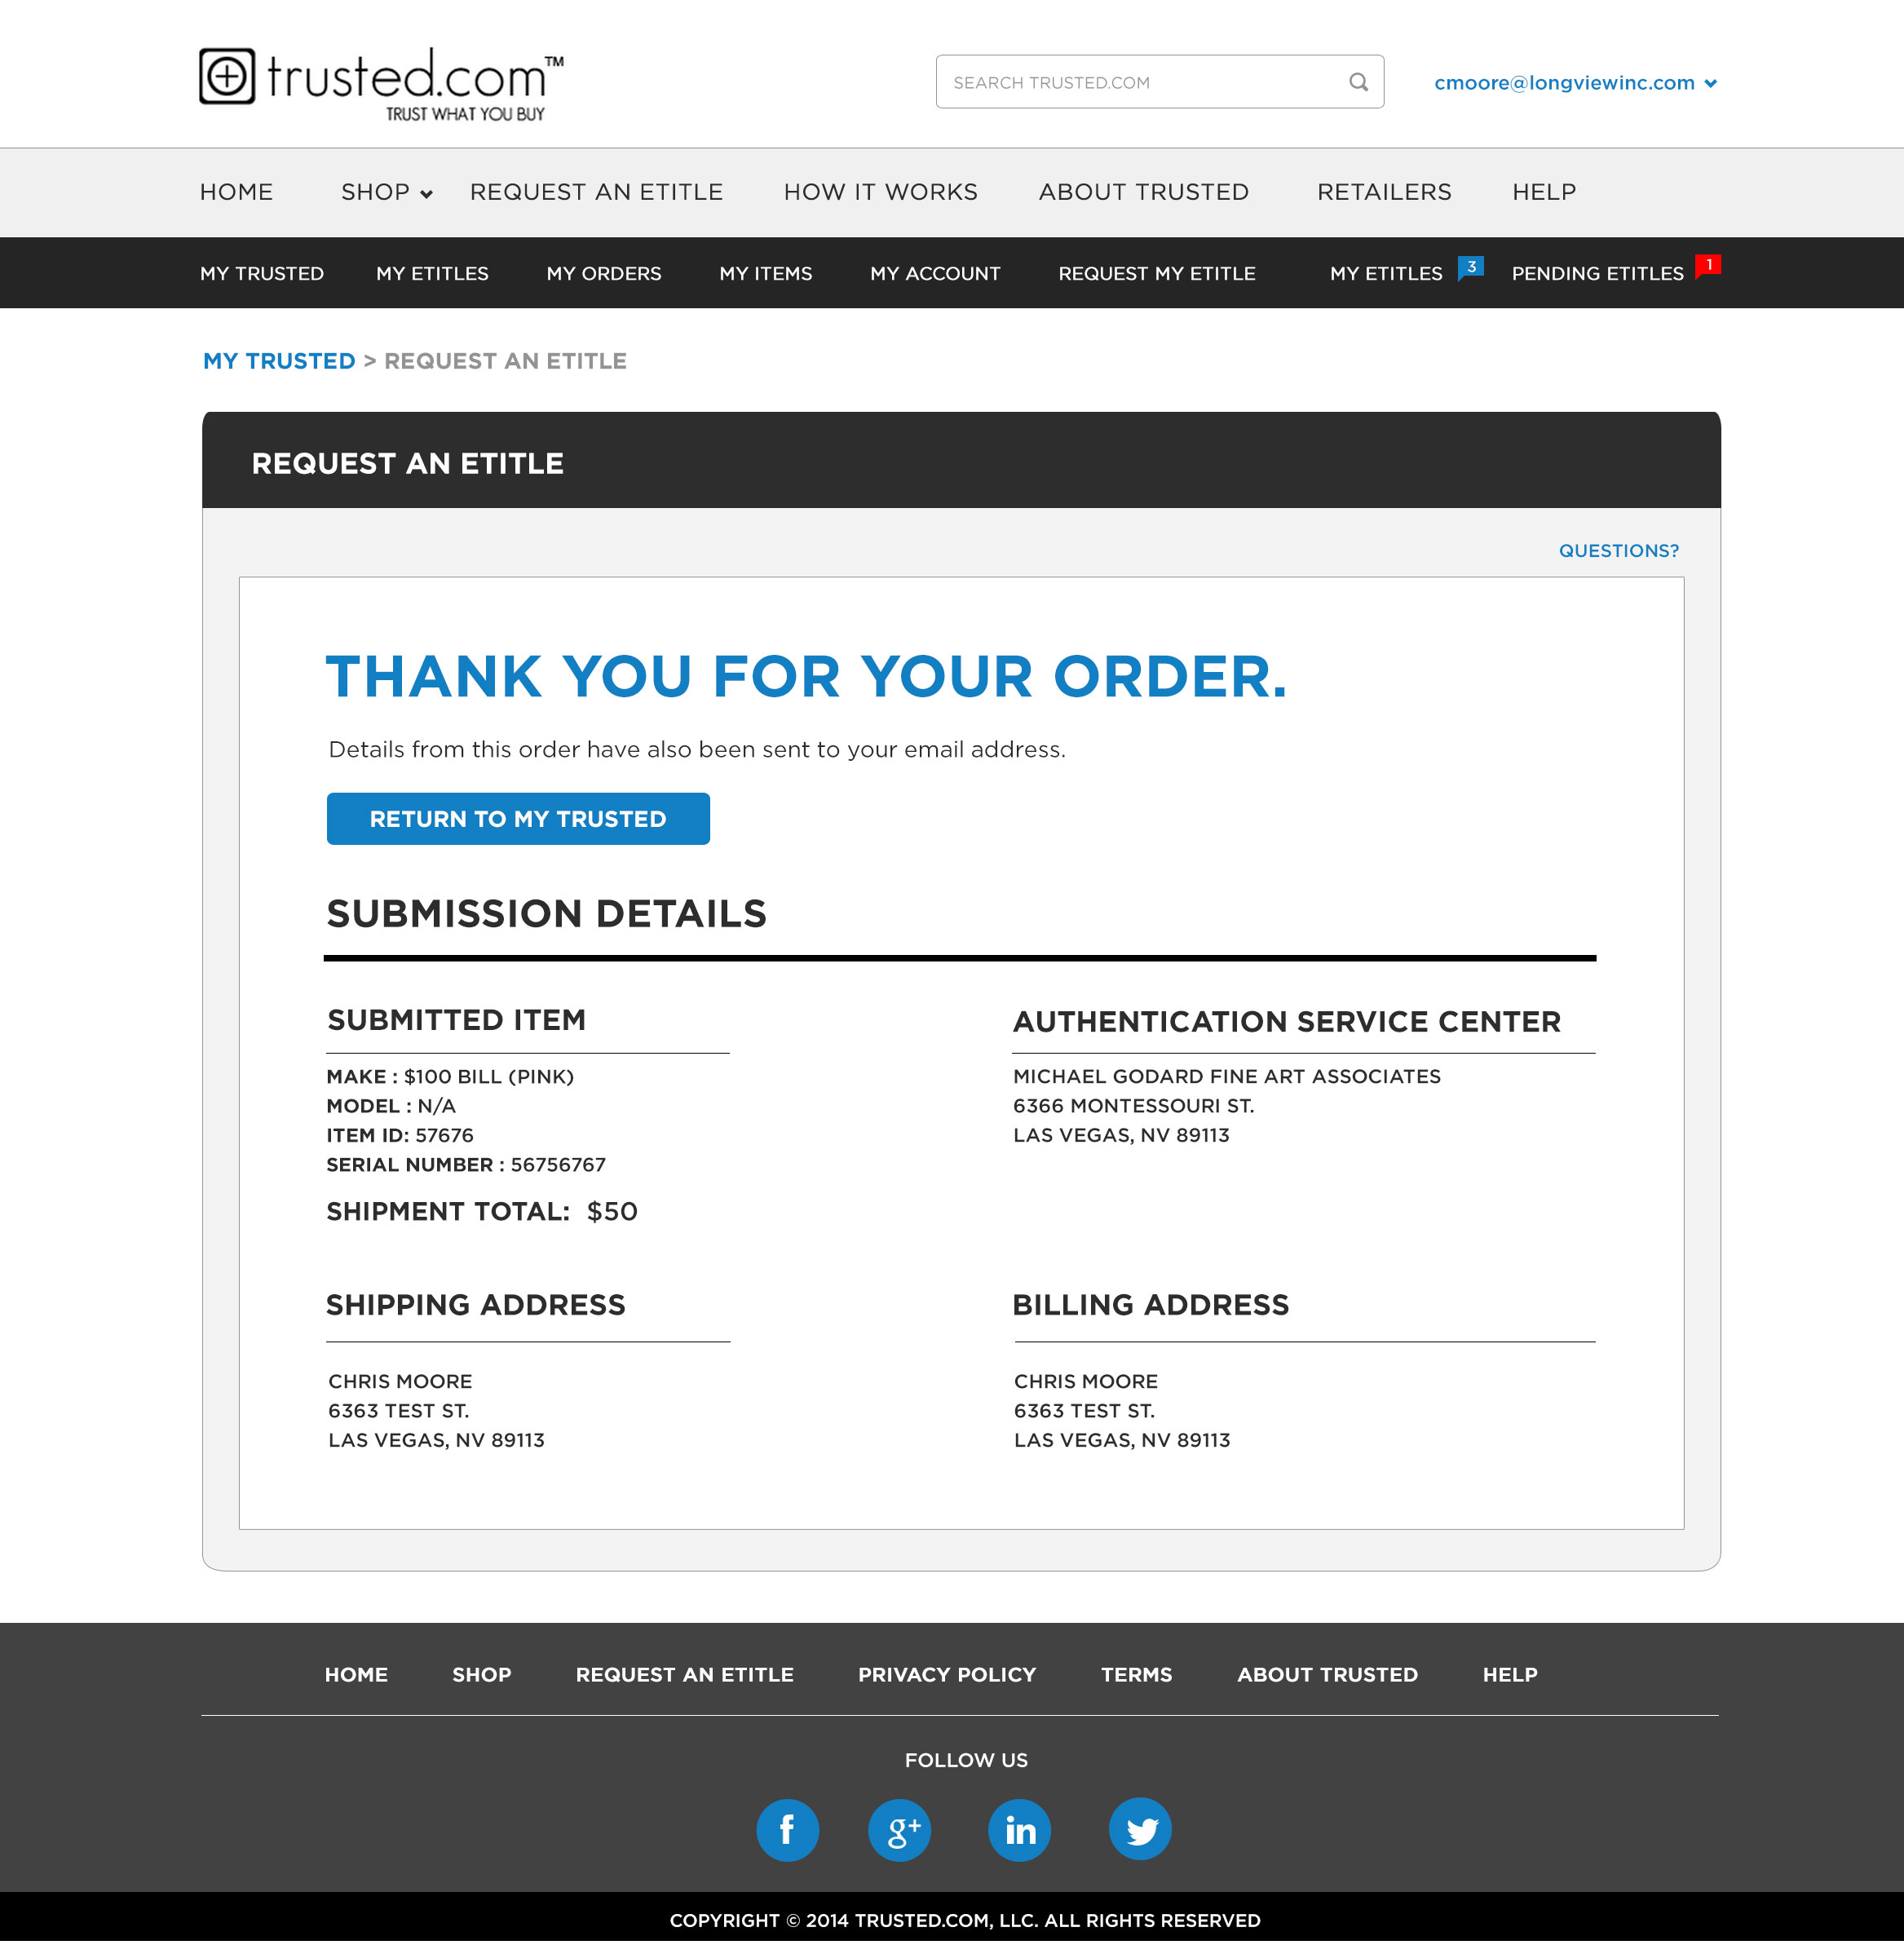 trusted.com™
TRUST WHAT YOU BUY
SEARCH TRUSTED.COM
cmoore@longviewinc.com
HOME SHOP REQUEST AN ETITLE HOW IT WORKS ABOUT TRUSTED RETAILERS HELP
MY TRUSTED MY ETITLES MY ORDERS MY ITEMS MY ACCOUNT REQUEST MY ETITLE MY ETITLES 3 PENDING ETITLES 1
MY TRUSTED > REQUEST AN ETITLE
REQUEST AN ETITLE
QUESTIONS?
THANK YOU FOR YOUR ORDER.
Details from this order have also been sent to your email address.
RETURN TO MY TRUSTED
SUBMISSION DETAILS
SUBMITTED ITEM
MAKE : $100 BILL (PINK)
MODEL : N/A
ITEM ID: 57676
SERIAL NUMBER : 56756767
SHIPMENT TOTAL: $50
AUTHENTICATION SERVICE CENTER
MICHAEL GODARD FINE ART ASSOCIATES
6366 MONTESSOURI ST.
LAS VEGAS, NV 89113
SHIPPING ADDRESS
CHRIS MOORE
6363 TEST ST.
LAS VEGAS, NV 89113
BILLING ADDRESS
CHRIS MOORE
6363 TEST ST.
LAS VEGAS, NV 89113
HOME SHOP REQUEST AN ETITLE PRIVACY POLICY TERMS ABOUT TRUSTED HELP
FOLLOW US
f g+ in
COPYRIGHT © 2014 TRUSTED.COM, LLC. ALL RIGHTS RESERVED